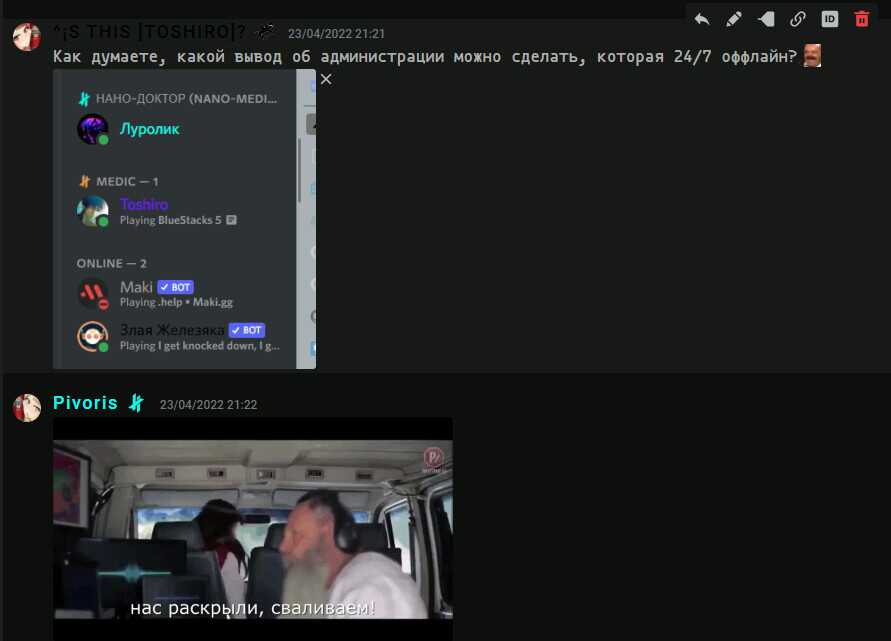 ID
^¡S THIS |TOSHIRO|? 23/04/2022 21:21
Как думаете, какой вывод об администрации можно сделать, которая 24/7 оффлайн?
НАНО-ДОКТОР (NANO-MEDI...
Луролик
MEDIC — 1
Toshiro
Playing BlueStacks 5
ONLINE — 2
Maki BOT
Playing .help • Maki.gg
Злая Железяка BOT
Playing I get knocked down, I g...
Pivoris 23/04/2022 21:22
нас раскрыли, сваливаем!